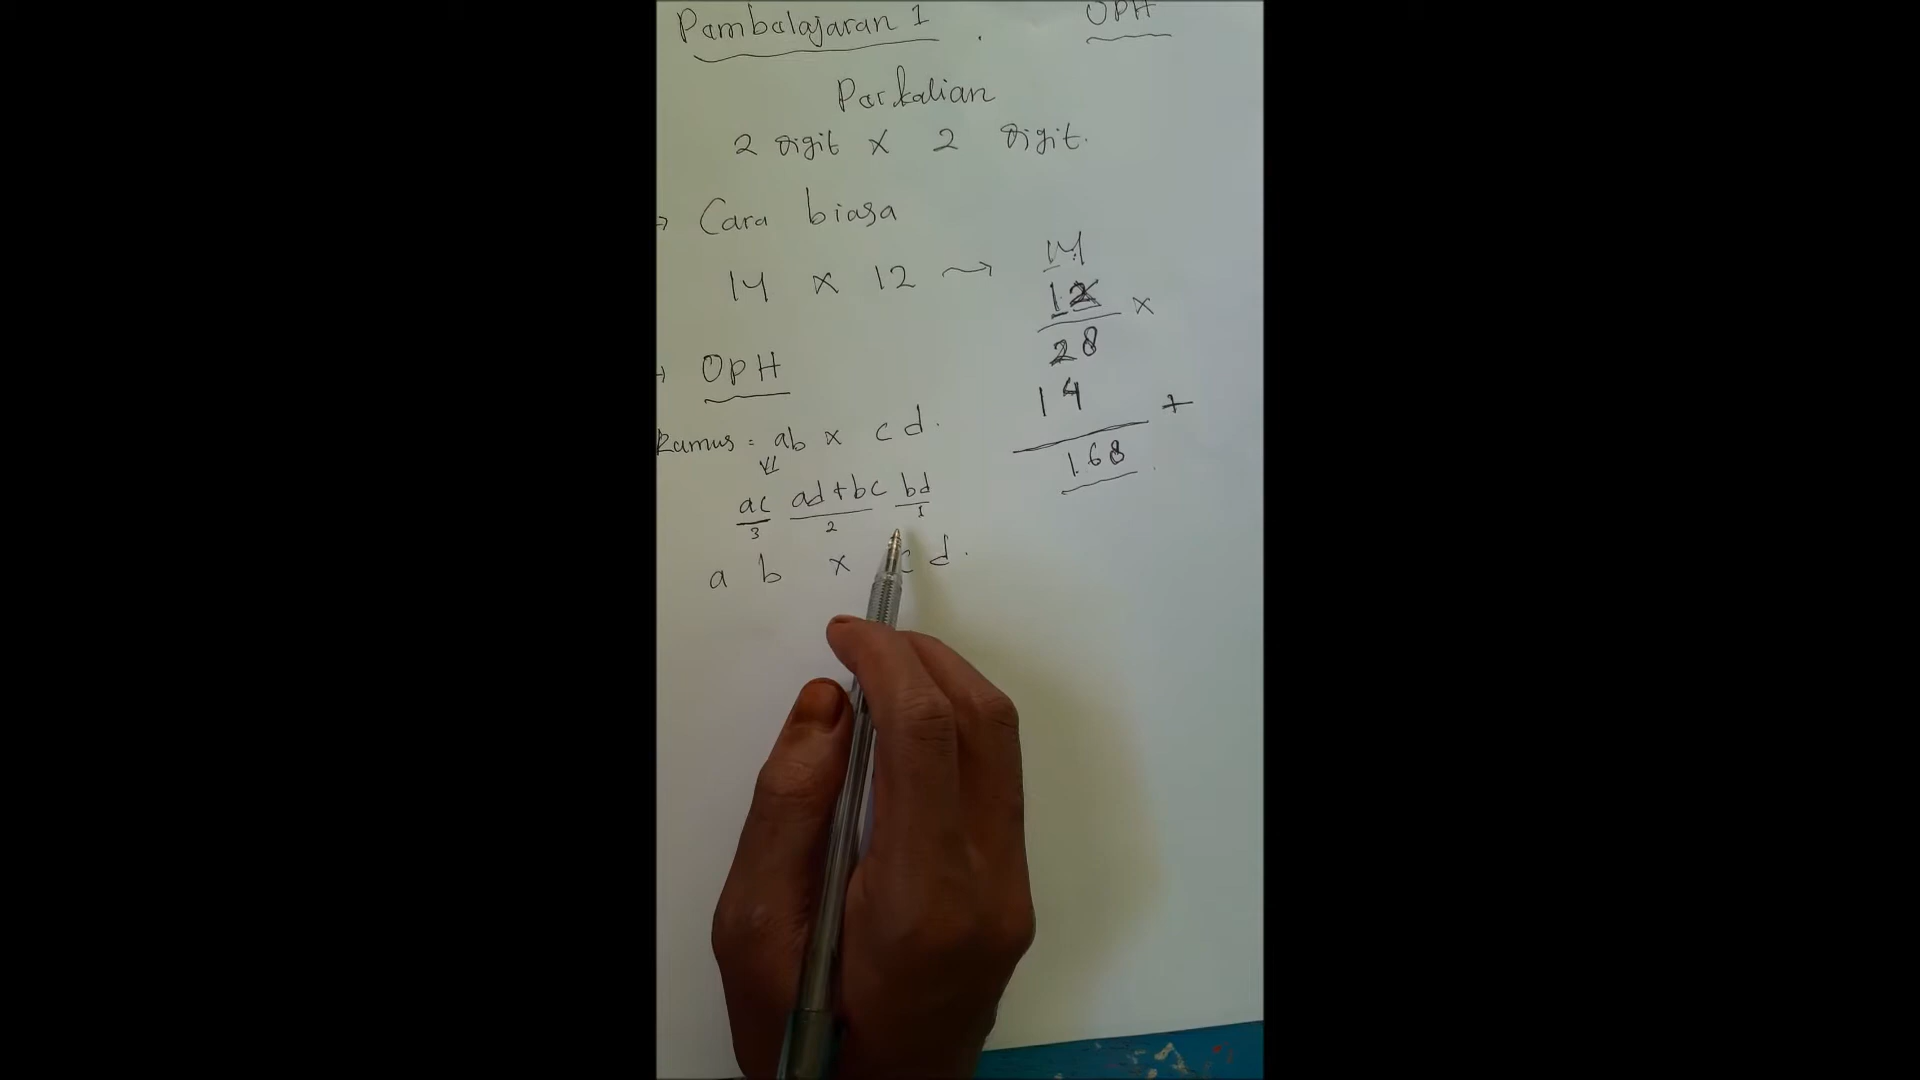 Pembelajaran 1 . OPH
Perkalian
2 digit x 2 digit.
→ Cara biasa
14 x 12 → 14
12 x
28
14 +
168
→ OPH
Rumus = ab x cd.
ac ad+bc bd
3 2 1
a b x c d.